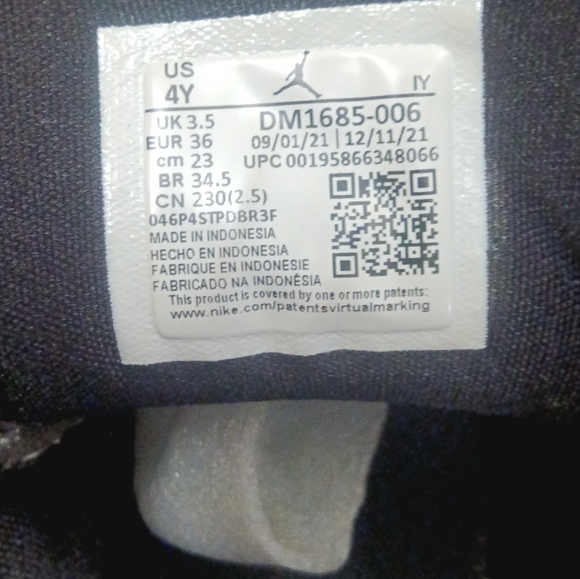 US
4Y
IY
UK 3.5
EUR 36
cm 23
BR 34.5
CN 230(2.5)
DM1685-006
09/01/21 | 12/11/21
UPC 00195866348066
046P4STPDBR3F
MADE IN INDONESIA
HECHO EN INDONESIA
FABRIQUE EN INDONESIE
FABRICADO NA INDONÉSIA
This product is covered by one or more patents:
www.nike.com/patentsvirtualmarking